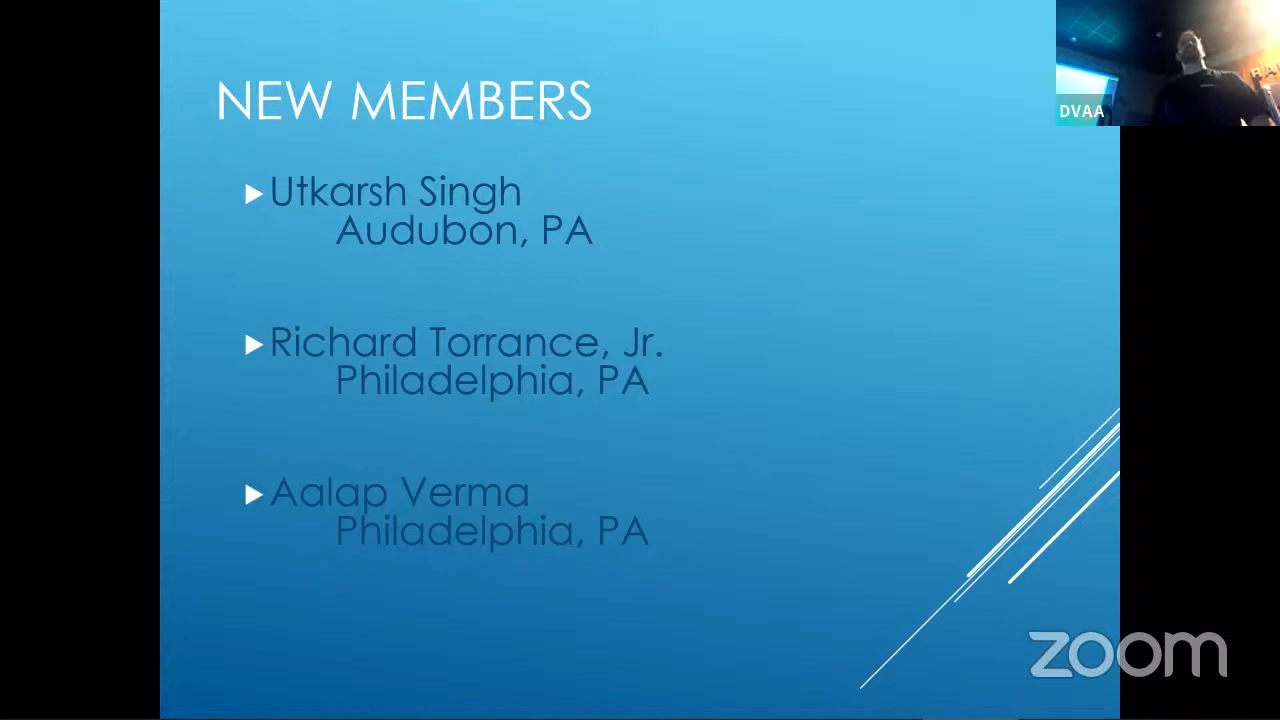 NEW MEMBERS
DVAA
Utkarsh Singh
Audubon, PA
Richard Torrance, Jr.
Philadelphia, PA
Aalap Verma
Philadelphia, PA
zoom